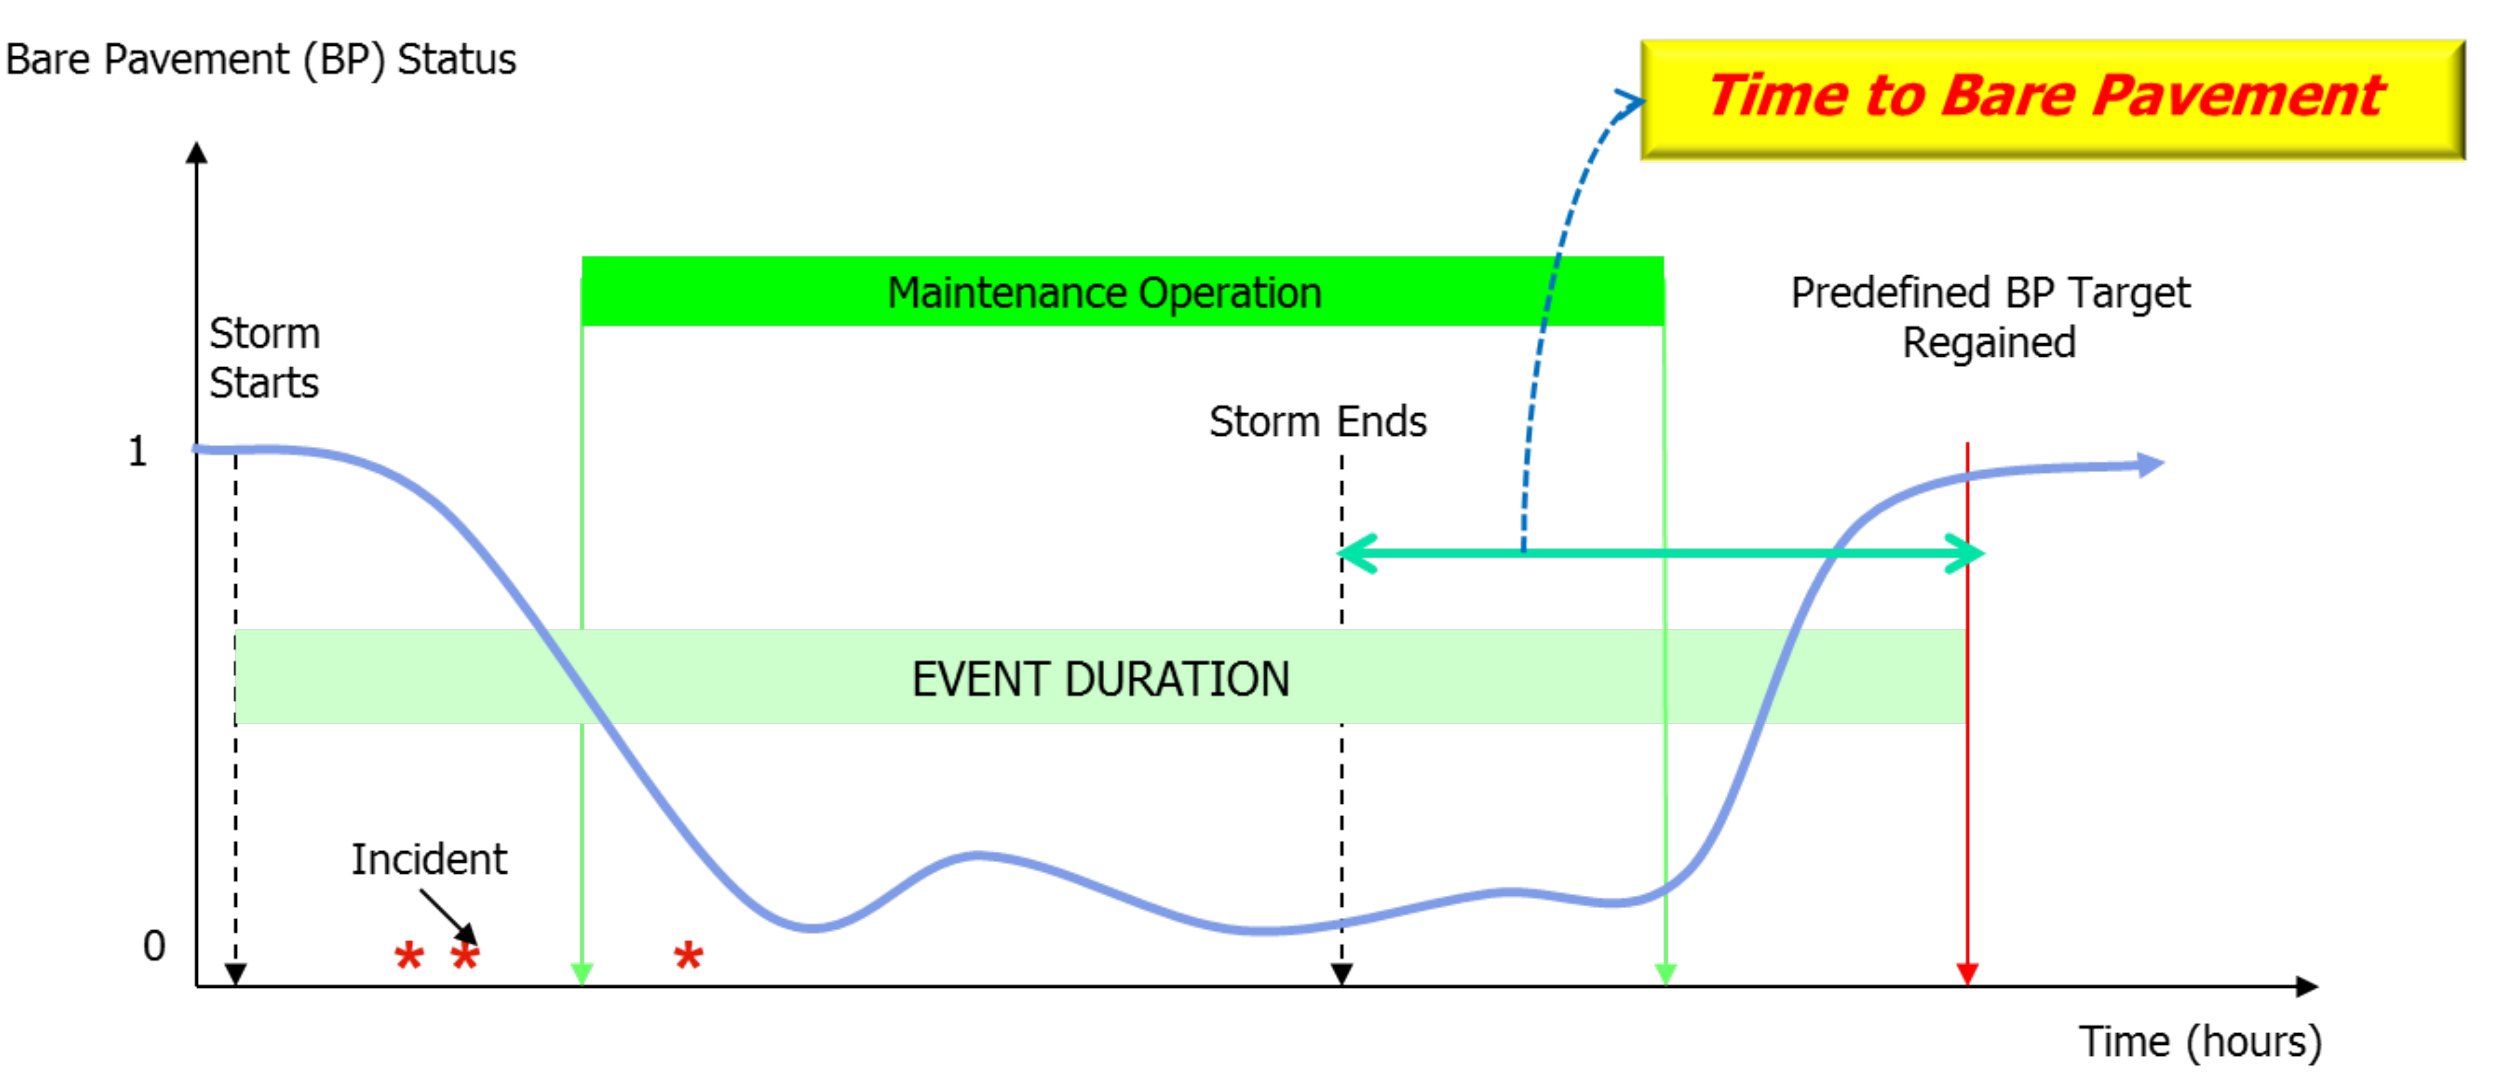 Bare Pavement (BP) Status
Time to Bare Pavement
Maintenance Operation
Predefined BP Target
Regained
Storm
Starts
Storm Ends
1
EVENT DURATION
Incident
0
* * *
Time (hours)